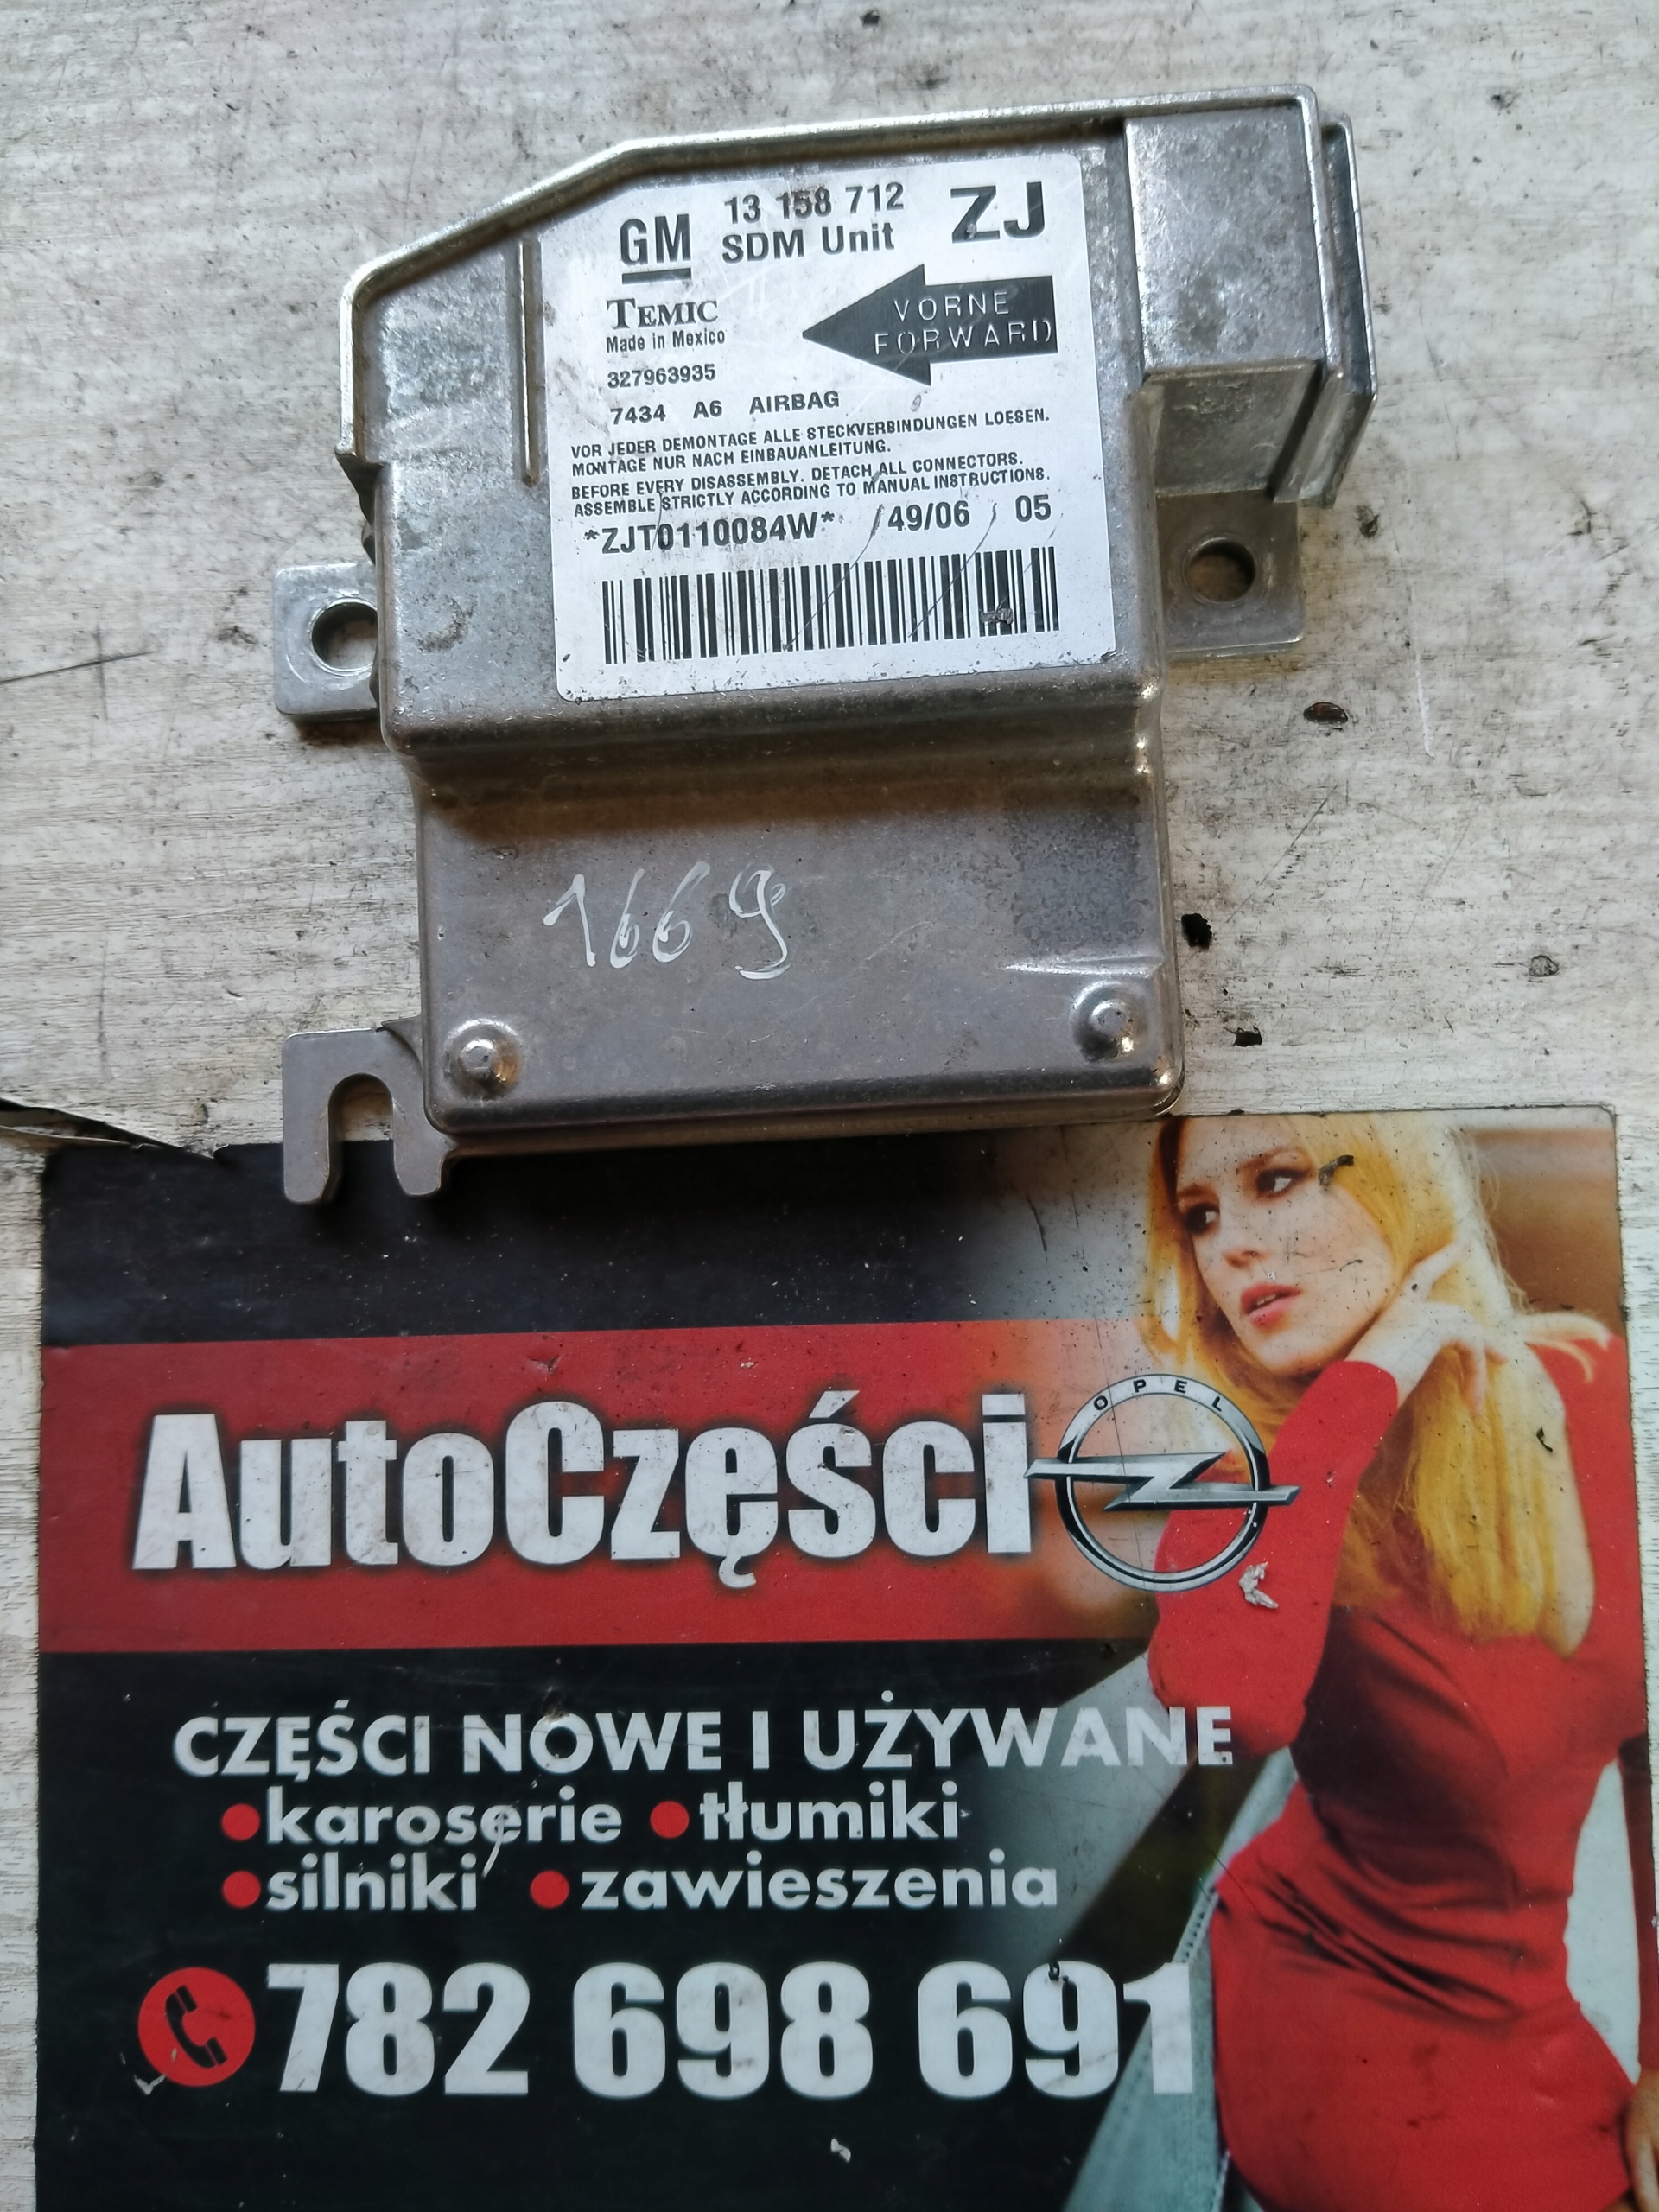 GM 13 158 712 ZJ
SDM Unit
TEMIC
Made in Mexico
VORNE
FORWARD
327963935
7434 A6 AIRBAG
VOR JEDER DEMONTAGE ALLE STECKVERBINDUNGEN LOESEN.
MONTAGE NUR NACH EINBAUANLEITUNG.
BEFORE EVERY DISASSEMBLY. DETACH ALL CONNECTORS.
ASSEMBLE STRICTLY ACCORDING TO MANUAL INSTRUCTIONS.
*ZJT0110084W* /49/06 05
1669
OPEL
AutoCzęści
CZĘŚCI NOWE I UŻYWANE
•karoserie •tłumiki
•silniki •zawieszenia
782 698 691